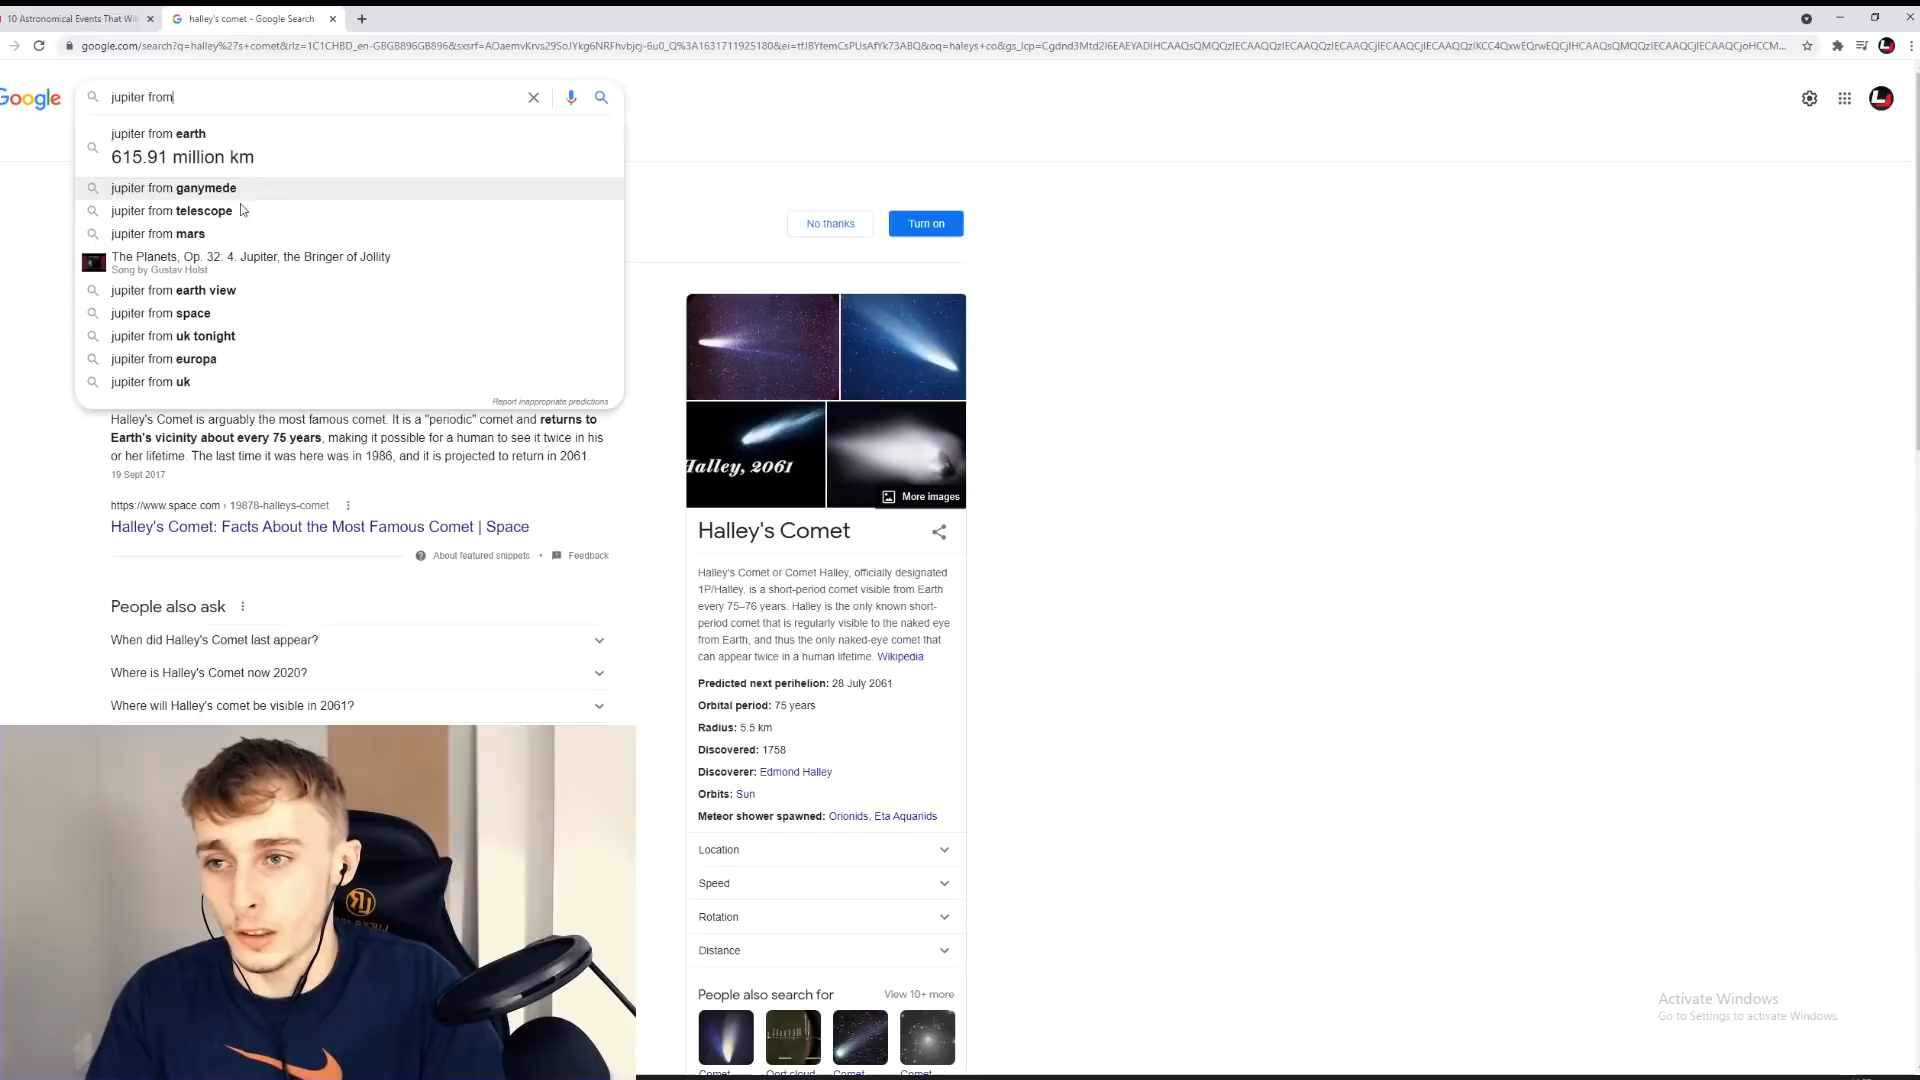 10 Astronomical Events That Wi
halley's comet - Google Search
Google
jupiter from
jupiter from earth
615.91 million km
jupiter from ganymede
jupiter from telescope
jupiter from mars
The Planets, Op. 32: 4. Jupiter, the Bringer of Jollity
Song by Gustav Holst
jupiter from earth view
jupiter from space
jupiter from uk tonight
jupiter from europa
jupiter from uk
Report inappropriate predictions
No thanks
Turn on
Halley's Comet is arguably the most famous comet. It is a "periodic" comet and returns to
Earth's vicinity about every 75 years, making it possible for a human to see it twice in his
or her lifetime. The last time it was here was in 1986, and it is projected to return in 2061.
19 Sept 2017
https://www.space.com › 19878-halleys-comet
Halley's Comet: Facts About the Most Famous Comet | Space
About featured snippets • Feedback
People also ask
When did Halley's Comet last appear?
Where is Halley's Comet now 2020?
Where will Halley's comet be visible in 2061?
Halley, 2061
More images
Halley's Comet
Halley's Comet or Comet Halley, officially designated
1P/Halley, is a short-period comet visible from Earth
every 75–76 years. Halley is the only known short-
period comet that is regularly visible to the naked eye
from Earth, and thus the only naked-eye comet that
can appear twice in a human lifetime. Wikipedia
Predicted next perihelion: 28 July 2061
Orbital period: 75 years
Radius: 5.5 km
Discovered: 1758
Discoverer: Edmond Halley
Orbits: Sun
Meteor shower spawned: Orionids, Eta Aquariids
Location
Speed
Rotation
Distance
People also search for
View 10+ more
Comet
Oort cloud
Comet
Comet
Activate Windows
Go to Settings to activate Windows.